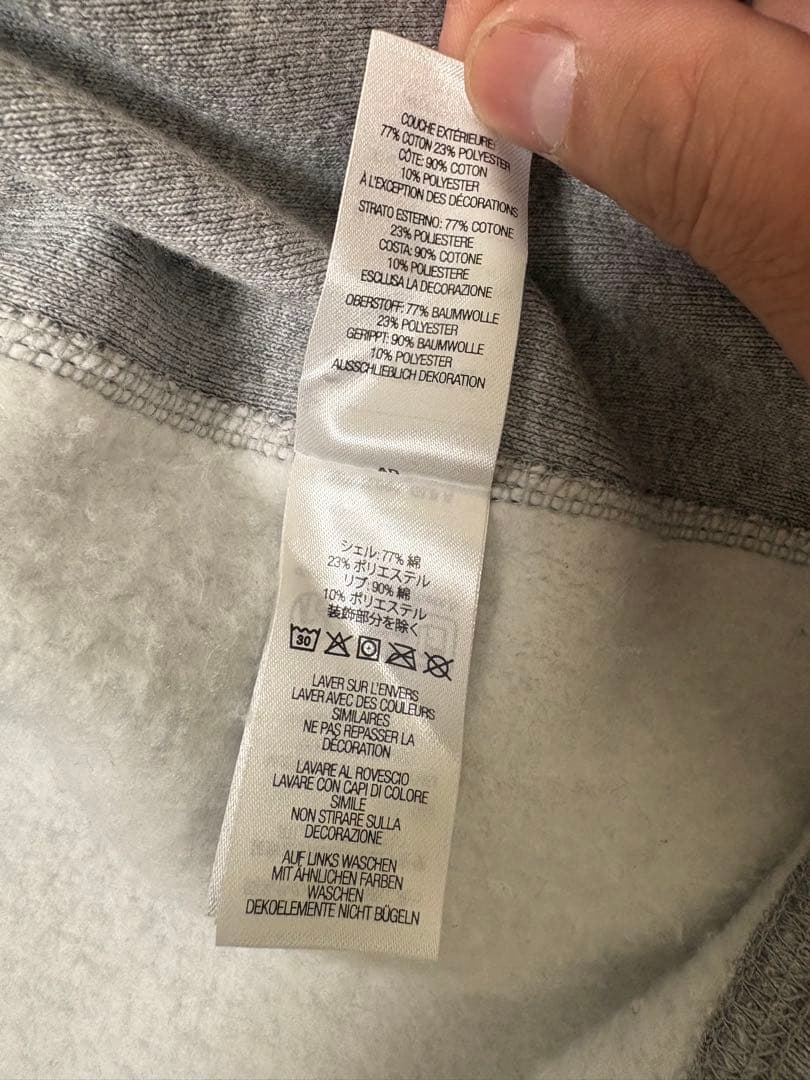 COUCHE EXTÉRIEURE:
77% COTON 23% POLYESTER
CÔTE: 90% COTON
10% POLYESTER
À L'EXCEPTION DES DÉCORATIONS
STRATO ESTERNO: 77% COTONE
23% POLIESTERE
COSTA: 90% COTONE
10% POLIESTERE
ESCLUSA LA DECORAZIONE
OBERSTOFF: 77% BAUMWOLLE
23% POLYESTER
GERIPPT: 90% BAUMWOLLE
10% POLYESTER
AUSSCHLIEßLICH DEKORATION
シェル: 77% 綿
23% ポリエステル
リブ: 90% 綿
10% ポリエステル
装飾部分を除く
30
LAVER SUR L'ENVERS
LAVER AVEC DES COULEURS
SIMILAIRES
NE PAS REPASSER LA
DÉCORATION
LAVARE AL ROVESCIO
LAVARE CON CAPI DI COLORE
SIMILE
NON STIRARE SULLA
DECORAZIONE
AUF LINKS WASCHEN
MIT ÄHNLICHEN FARBEN
WASCHEN
DEKOELEMENTE NICHT BÜGELN